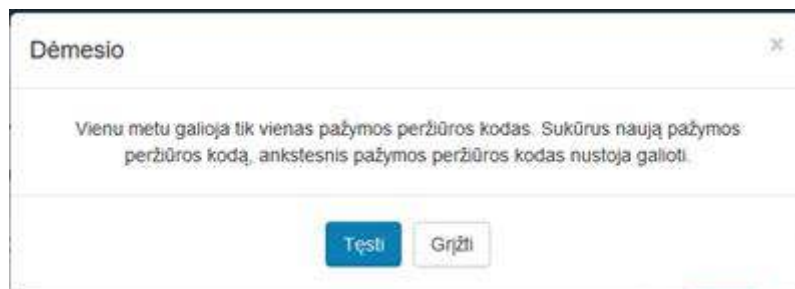 Dėmesio
Vienu metu galioja tik vienas pažymos peržiūros kodas. Sukūrus naują pažymos
peržiūros kodą, ankstesnis pažymos peržiūros kodas nustoja galioti.
Tęsti Grįžti